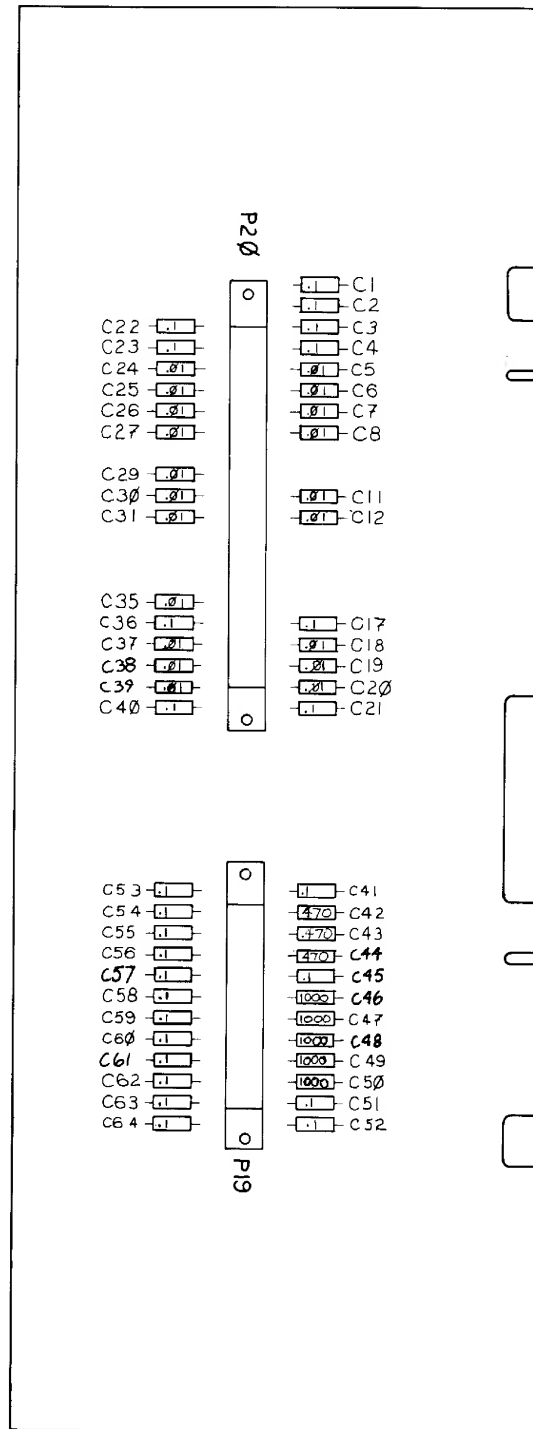 P2Ø
.1 C1
.1 C2
C22 .1 .1 C3
C23 .1 .1 C4
C24 .Ø1 .Ø1 C5
C25 .Ø1 .Ø1 C6
C26 .Ø1 .Ø1 C7
C27 .Ø1 .Ø1 C8
C29 .Ø1
C3Ø .Ø1 .Ø1 C11
C31 .Ø1 .Ø1 C12
C35 .Ø1
C36 .1 .1 C17
C37 .Ø1 .Ø1 C18
C38 .Ø1 .Ø1 C19
C39 .Ø1 .Ø1 C2Ø
C4Ø .1 .1 C21
C53 .1 .1 C41
C54 .1 470 C42
C55 .1 .470 C43
C56 .1 470 C44
C57 .1 .1 C45
C58 .1 1000 C46
C59 .1 1000 C47
C6Ø .1 1000 C48
C61 .1 1000 C49
C62 .1 1000 C5Ø
C63 .1 .1 C51
C64 .1 .1 C52
P19